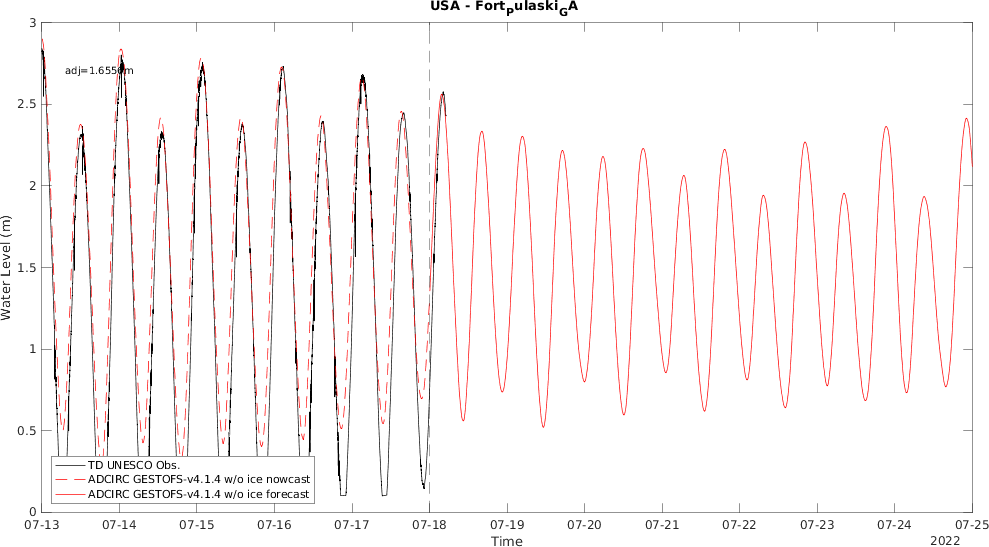 USA - FortPulaskiGA
3
adj=1.6556m
2.5
2
1.5
1
0.5
0
Water Level (m)
TD UNESCO Obs.
ADCIRC GESTOFS-v4.1.4 w/o ice nowcast
ADCIRC GESTOFS-v4.1.4 w/o ice forecast
07-13 07-14 07-15 07-16 07-17 07-18 07-19 07-20 07-21 07-22 07-23 07-24 07-25
Time
2022